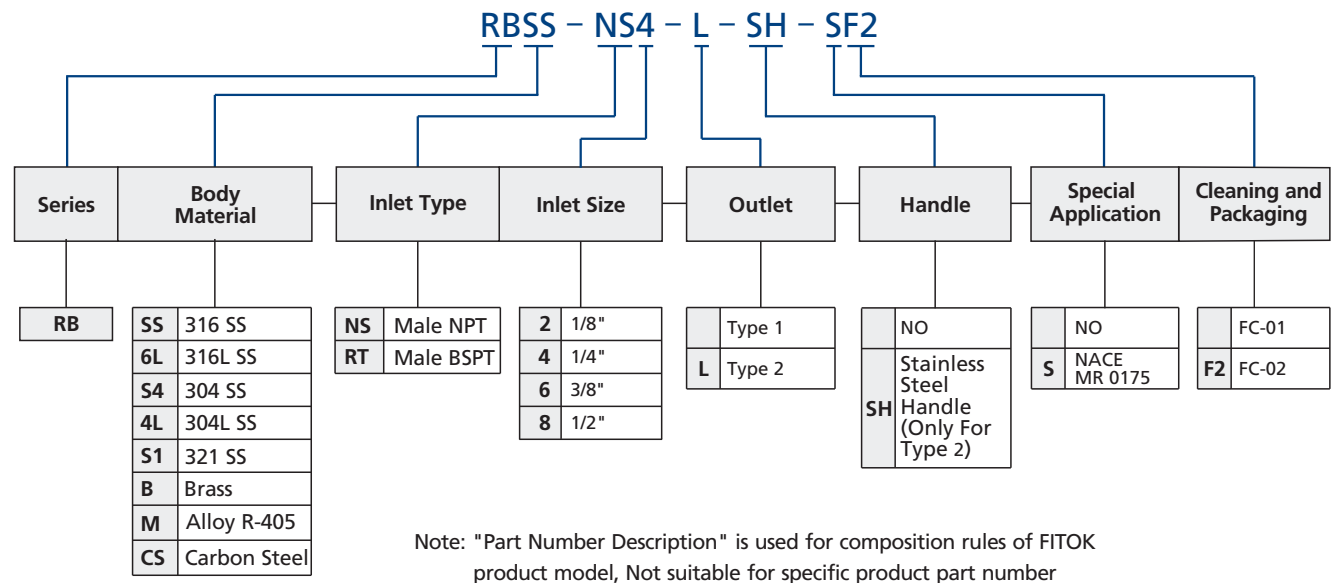 RBSS – NS4 – L – SH – SF2
Series
Body
Material
Inlet Type
Inlet Size
Outlet
Handle
Special
Application
Cleaning and
Packaging
RB
SS 316 SS
6L 316L SS
S4 304 SS
4L 304L SS
S1 321 SS
B Brass
M Alloy R-405
CS Carbon Steel
NS Male NPT
RT Male BSPT
2 1/8"
4 1/4"
6 3/8"
8 1/2"
Type 1
L Type 2
NO
SH Stainless
Steel
Handle
(Only For
Type 2)
NO
S NACE
MR 0175
FC-01
F2 FC-02
Note: "Part Number Description" is used for composition rules of FITOK
product model, Not suitable for specific product part number